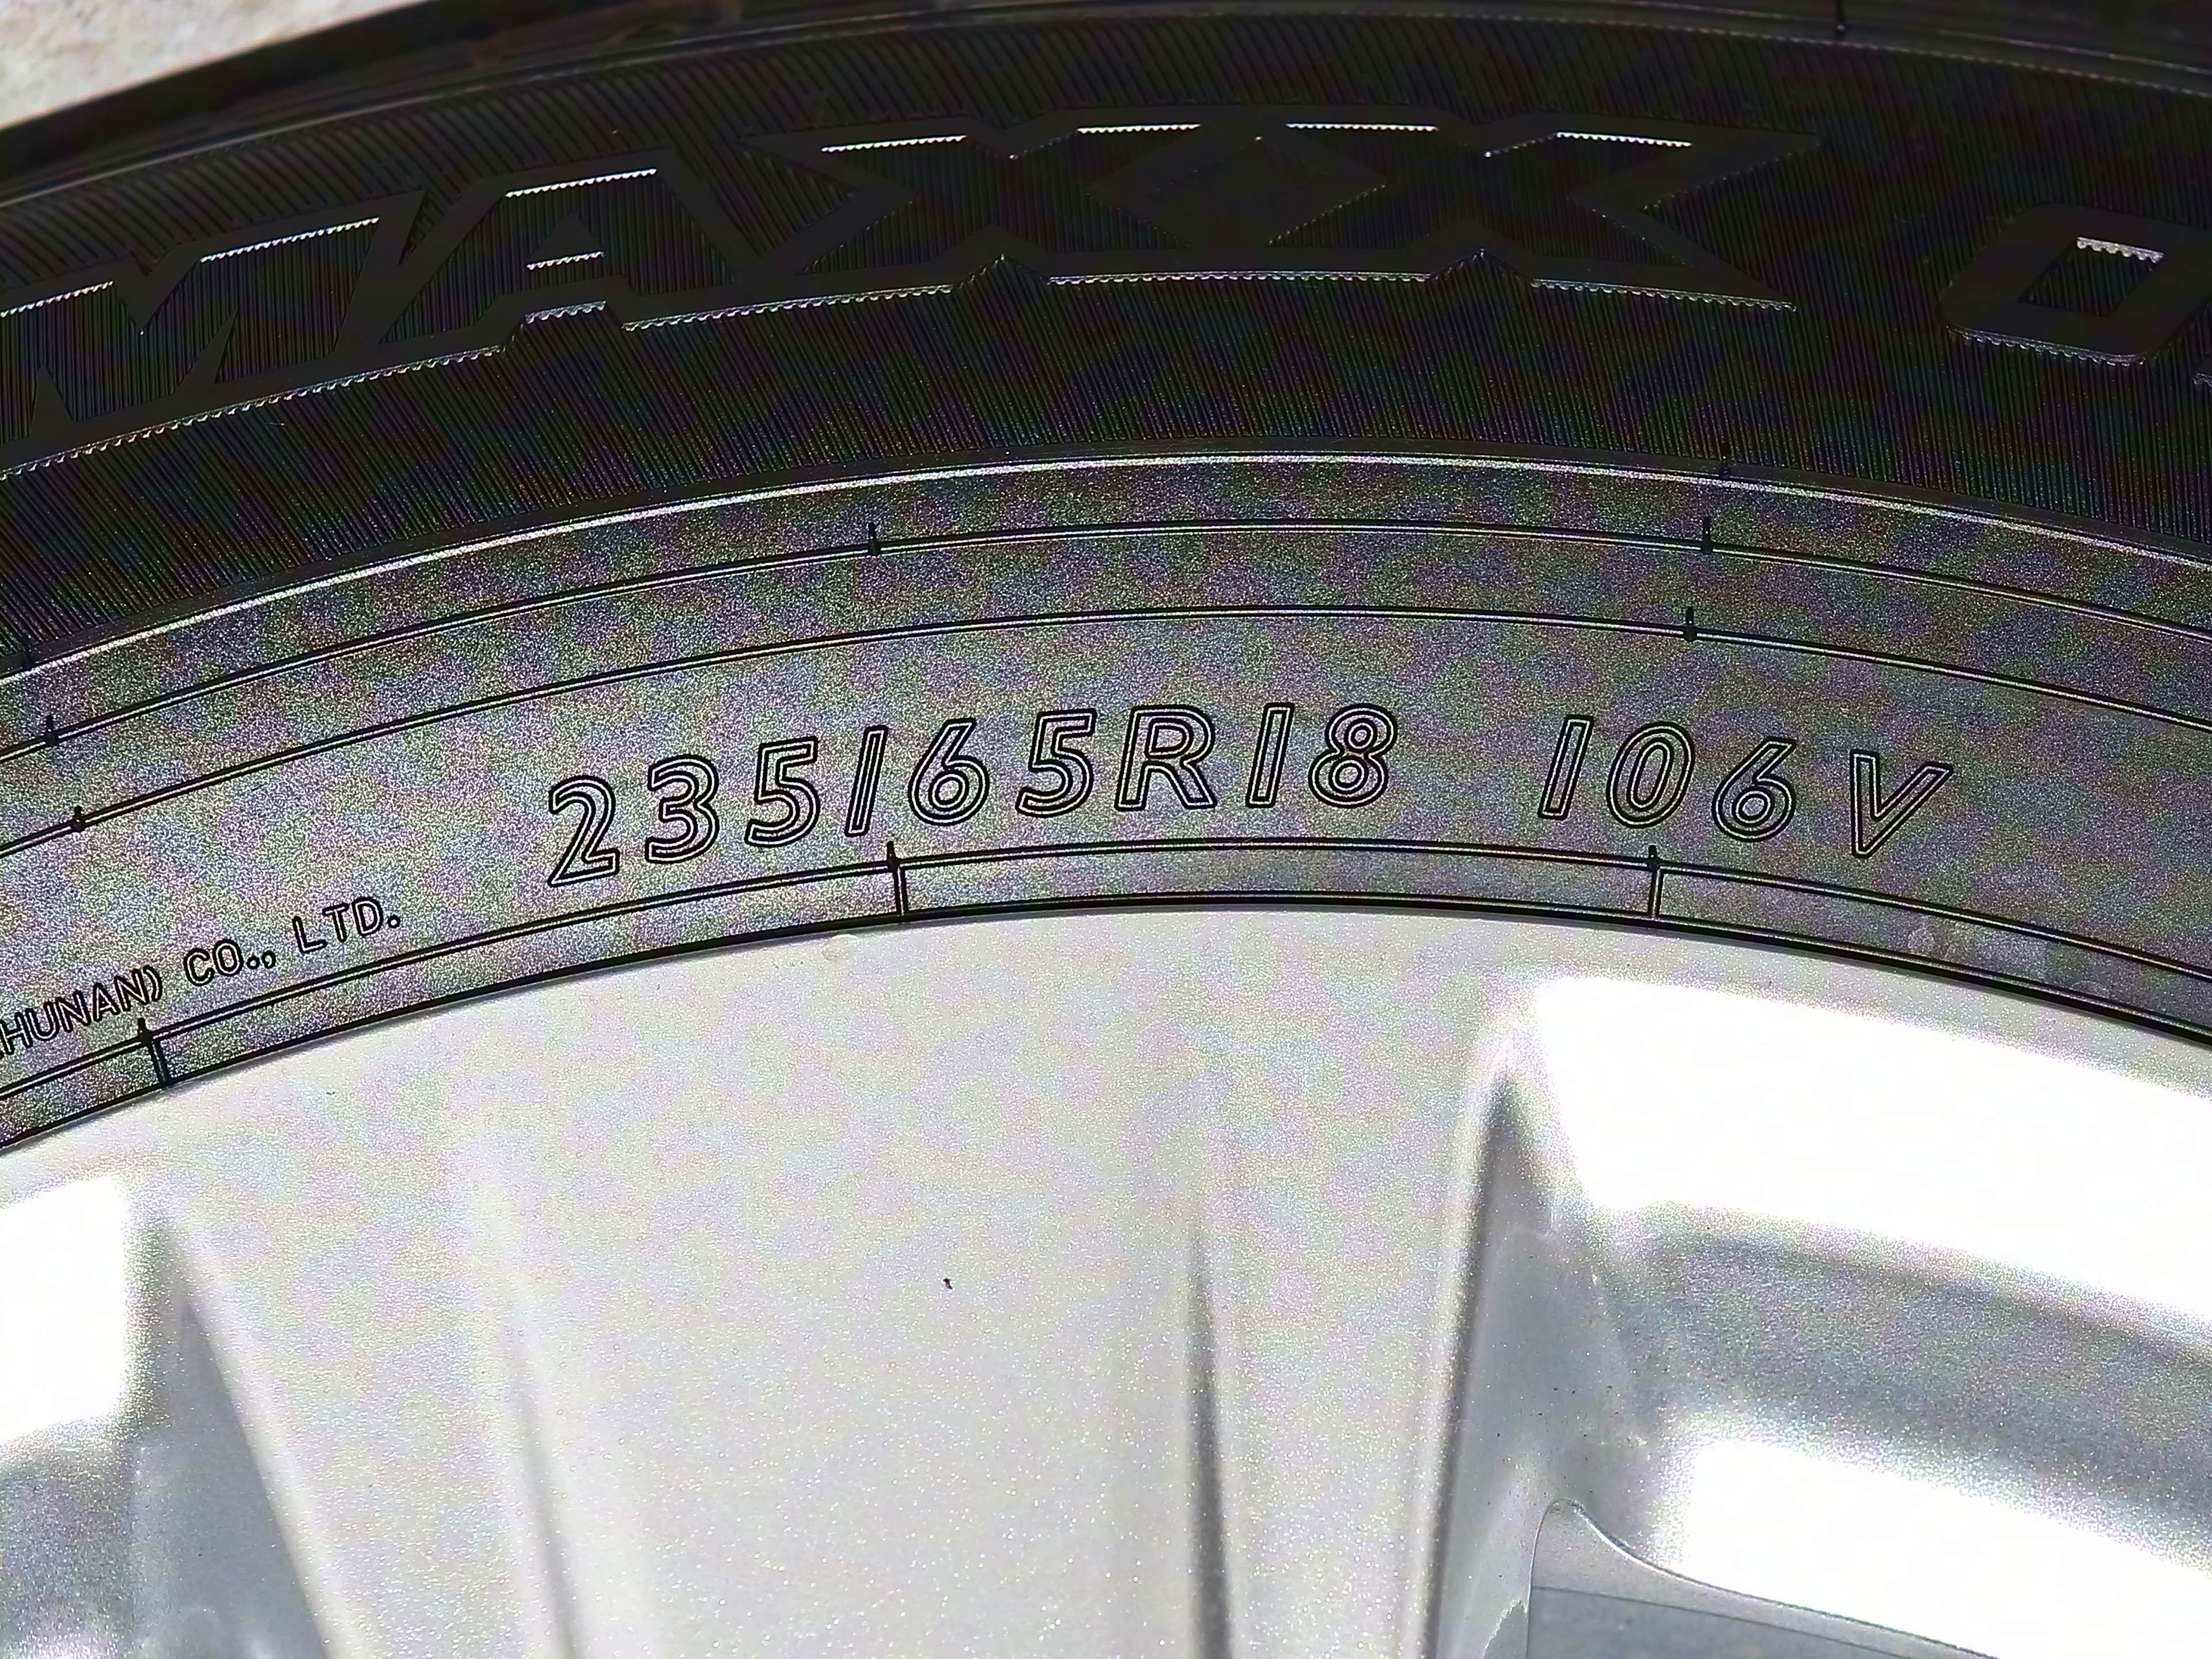 MAXX
235/65R18 106V
HUNAN) CO., LTD.